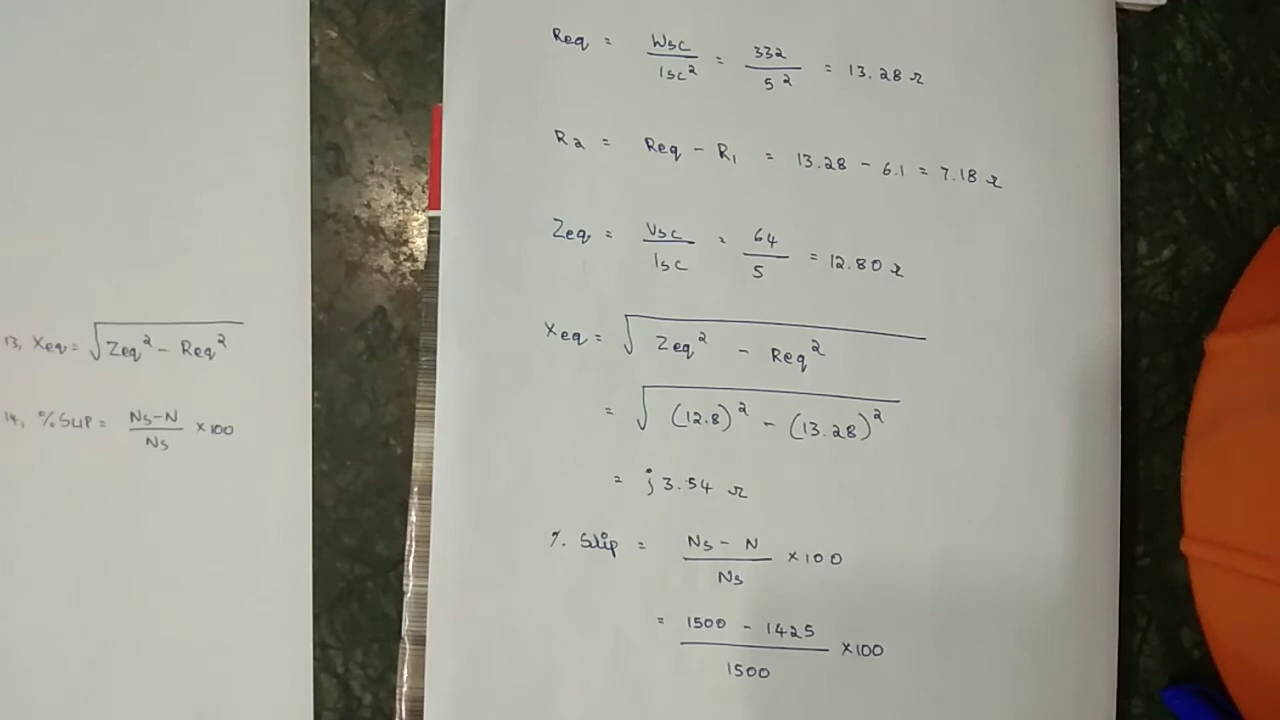 13, Xeq = √(Zeq² - Req²)
14, % SLIP = (Ns-N)/Ns × 100
Req = Wsc/Isc² = 332/5² = 13.28 Ω
R2 = Req - R1 = 13.28 - 6.1 = 7.18 Ω
Zeq = Vsc/Isc = 64/5 = 12.80 Ω
Xeq = √(Zeq² - Req²)
= √((12.8)² - (13.28)²)
= j 3.54 Ω
% Slip = (Ns - N)/Ns × 100
= (1500 - 1425)/1500 × 100